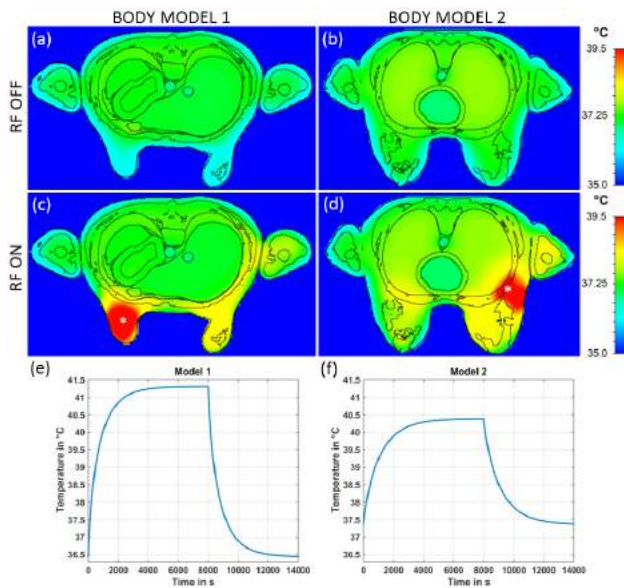 BODY MODEL 1
BODY MODEL 2
°C
RF OFF
(a)
(b)
39.5
37.25
35.0
RF ON
(c)
*
(d)
*
39.5
37.25
35.0
(e)
Model 1
Temperature in °C
41.5
41
40.5
40
39.5
39
38.5
38
37.5
37
36.5
0 2000 4000 6000 8000 10000 12000 14000
Time in s
(f)
Model 2
Temperature in °C
41.5
41
40.5
40
39.5
39
38.5
38
37.5
37
36.5
0 2000 4000 6000 8000 10000 12000 14000
Time in s